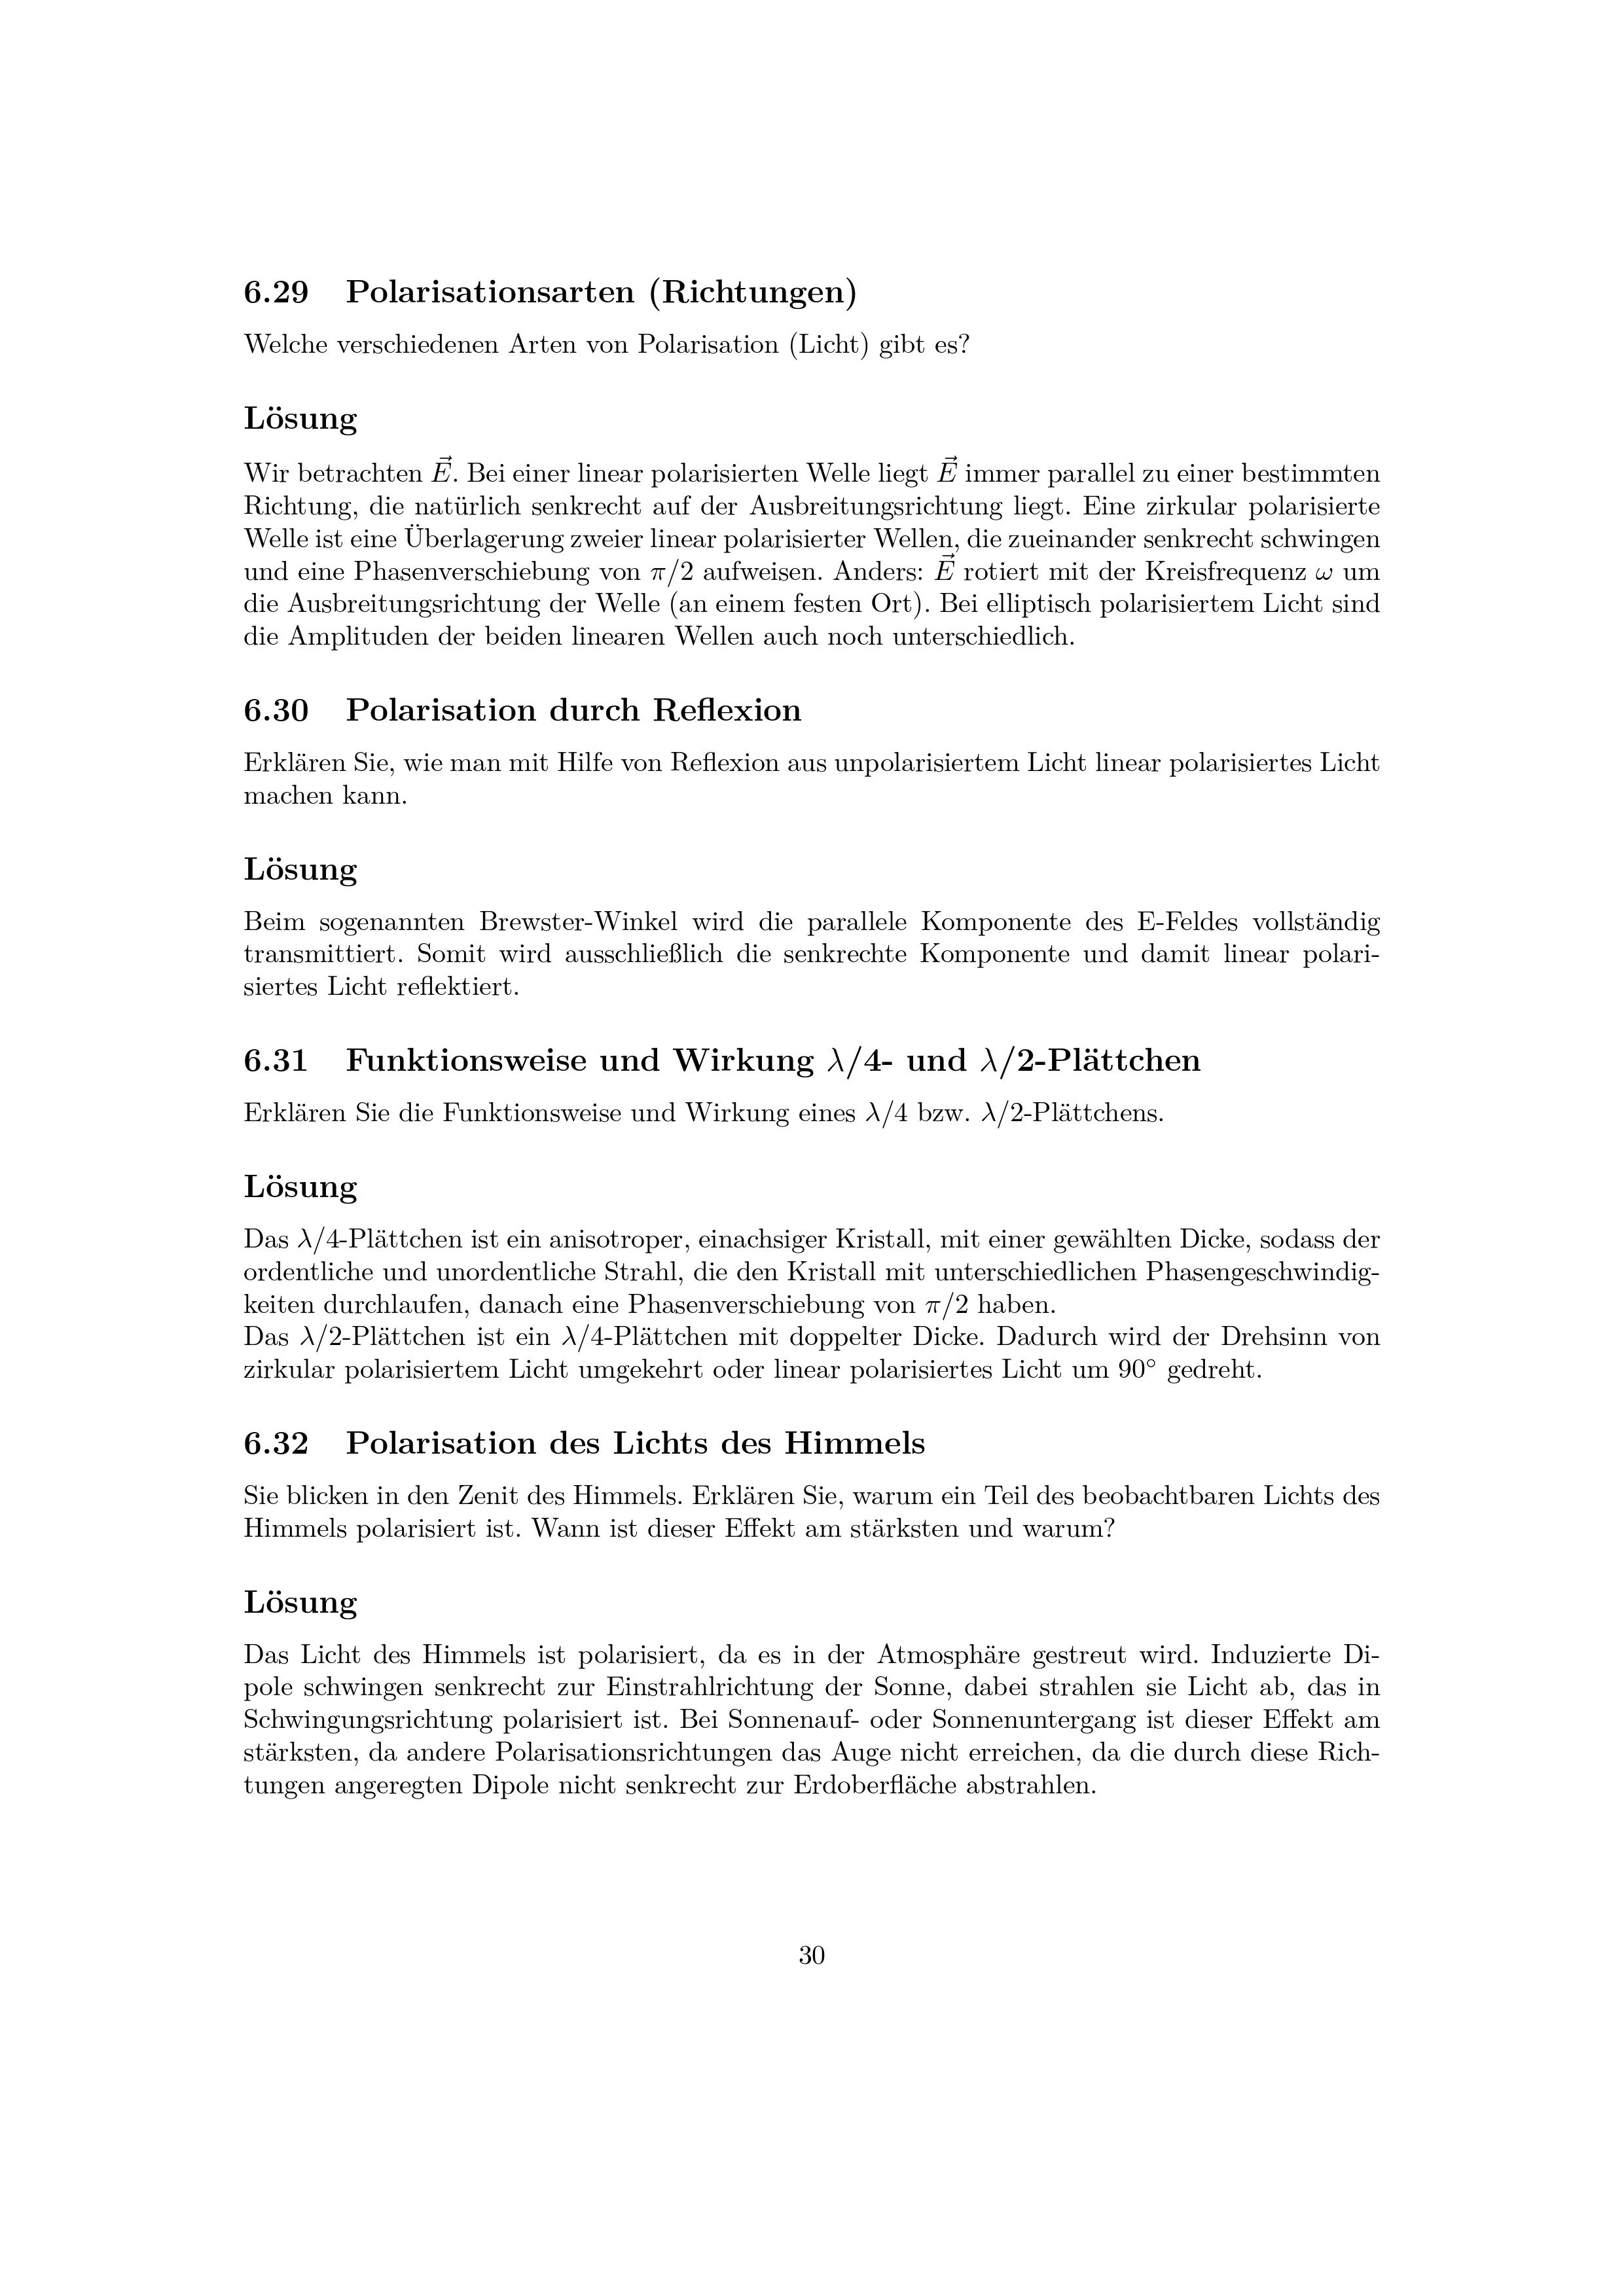 6.29 Polarisationsarten (Richtungen)
Welche verschiedenen Arten von Polarisation (Licht) gibt es?
Lösung
Wir betrachten $\vec{E}$. Bei einer linear polarisierten Welle liegt $\vec{E}$ immer parallel zu einer bestimmten
Richtung, die natürlich senkrecht auf der Ausbreitungsrichtung liegt. Eine zirkular polarisierte
Welle ist eine Überlagerung zweier linear polarisierter Wellen, die zueinander senkrecht schwingen
und eine Phasenverschiebung von π/2 aufweisen. Anders: $\vec{E}$ rotiert mit der Kreisfrequenz ω um
die Ausbreitungsrichtung der Welle (an einem festen Ort). Bei elliptisch polarisiertem Licht sind
die Amplituden der beiden linearen Wellen auch noch unterschiedlich.
6.30 Polarisation durch Reflexion
Erklären Sie, wie man mit Hilfe von Reflexion aus unpolarisiertem Licht linear polarisiertes Licht
machen kann.
Lösung
Beim sogenannten Brewster-Winkel wird die parallele Komponente des E-Feldes vollständig
transmittiert. Somit wird ausschließlich die senkrechte Komponente und damit linear polari-
siertes Licht reflektiert.
6.31 Funktionsweise und Wirkung λ/4- und λ/2-Plättchen
Erklären Sie die Funktionsweise und Wirkung eines λ/4 bzw. λ/2-Plättchens.
Lösung
Das λ/4-Plättchen ist ein anisotroper, einachsiger Kristall, mit einer gewählten Dicke, sodass der
ordentliche und unordentliche Strahl, die den Kristall mit unterschiedlichen Phasengeschwindig-
keiten durchlaufen, danach eine Phasenverschiebung von π/2 haben.
Das λ/2-Plättchen ist ein λ/4-Plättchen mit doppelter Dicke. Dadurch wird der Drehsinn von
zirkular polarisiertem Licht umgekehrt oder linear polarisiertes Licht um 90° gedreht.
6.32 Polarisation des Lichts des Himmels
Sie blicken in den Zenit des Himmels. Erklären Sie, warum ein Teil des beobachtbaren Lichts des
Himmels polarisiert ist. Wann ist dieser Effekt am stärksten und warum?
Lösung
Das Licht des Himmels ist polarisiert, da es in der Atmosphäre gestreut wird. Induzierte Di-
pole schwingen senkrecht zur Einstrahlrichtung der Sonne, dabei strahlen sie Licht ab, das in
Schwingungsrichtung polarisiert ist. Bei Sonnenauf- oder Sonnenuntergang ist dieser Effekt am
stärksten, da andere Polarisationsrichtungen das Auge nicht erreichen, da die durch diese Rich-
tungen angeregten Dipole nicht senkrecht zur Erdoberfläche abstrahlen.
30